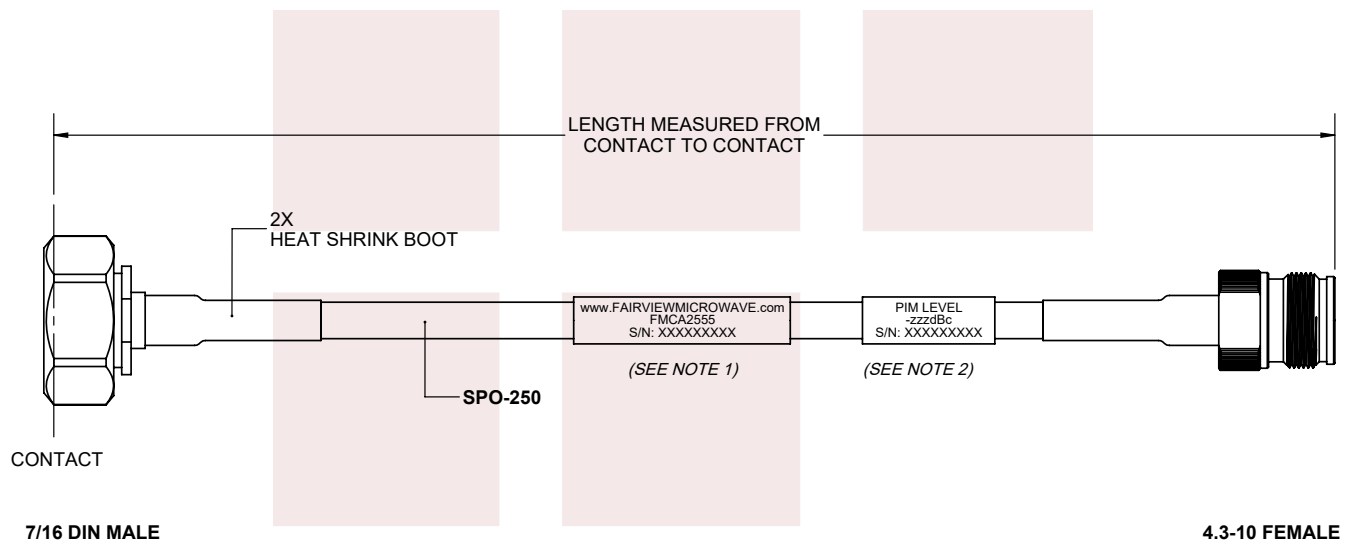 LENGTH MEASURED FROM
CONTACT TO CONTACT
2X
HEAT SHRINK BOOT
www.FAIRVIEWMICROWAVE.com
FMCA2555
S/N: XXXXXXXXX
PIM LEVEL
-zzzdBc
S/N: XXXXXXXXX
(SEE NOTE 1)
(SEE NOTE 2)
SPO-250
CONTACT
7/16 DIN MALE
4.3-10 FEMALE